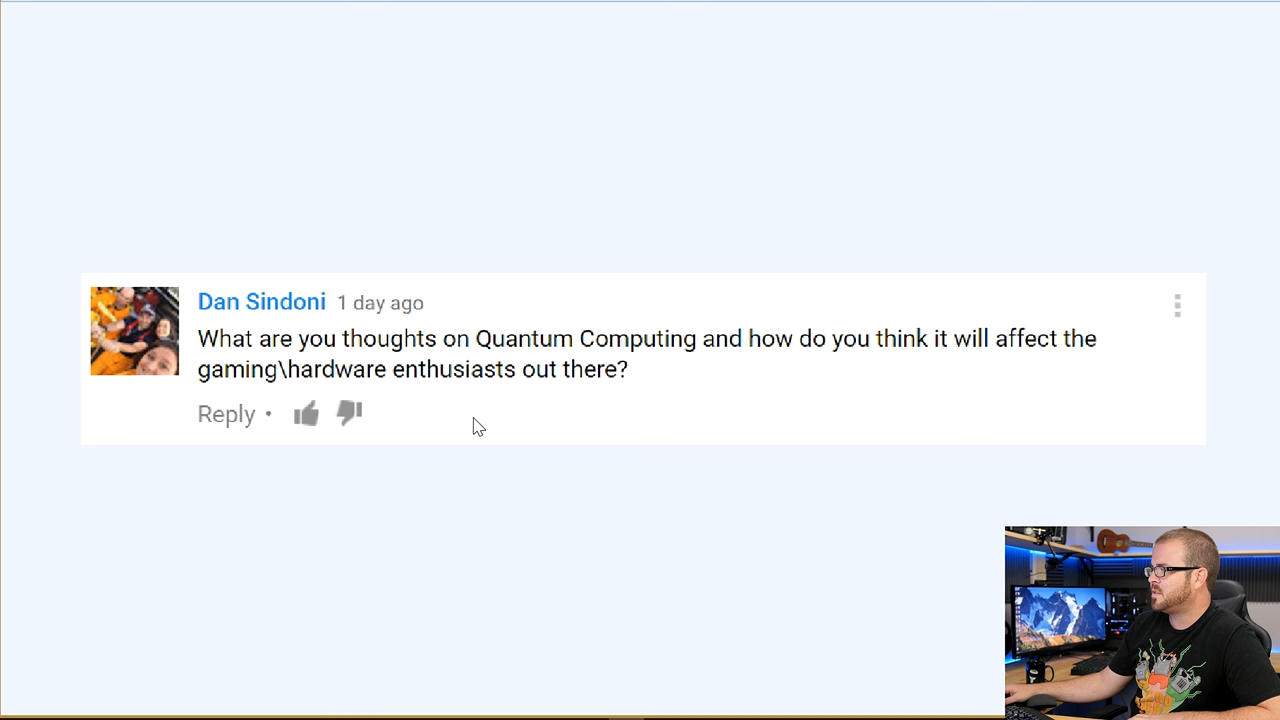 Dan Sindoni 1 day ago
What are you thoughts on Quantum Computing and how do you think it will affect the
gaming\hardware enthusiasts out there?
Reply •